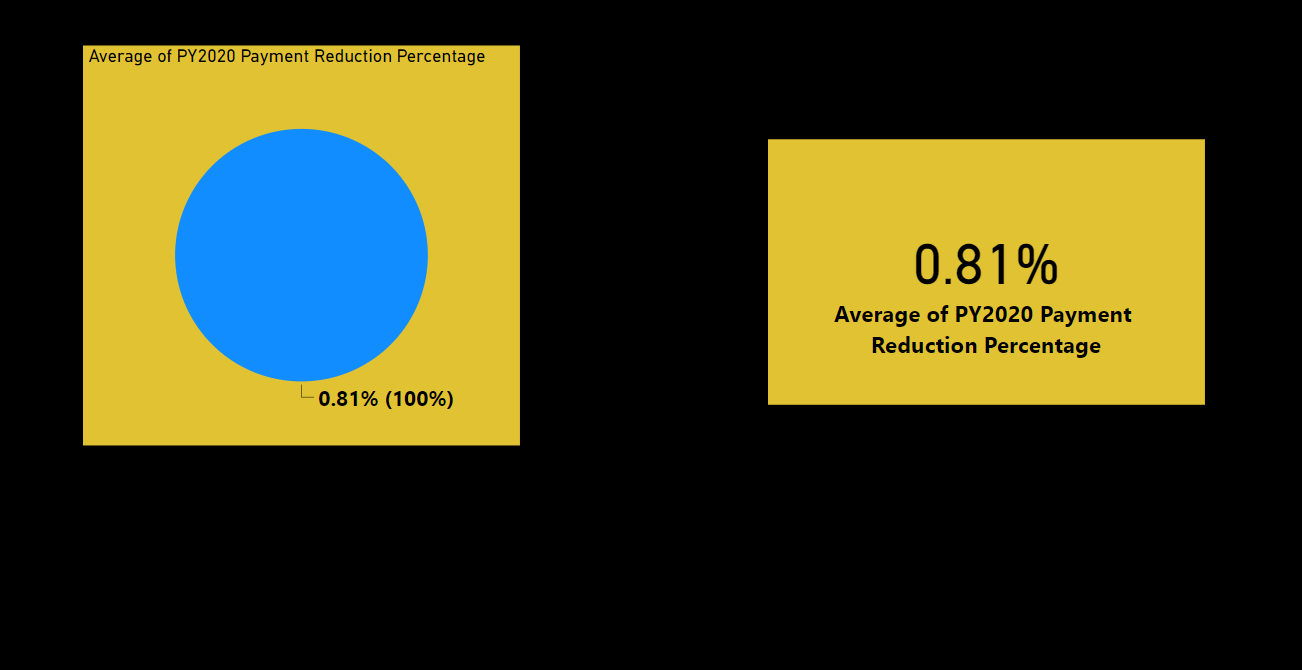 Average of PY2020 Payment Reduction Percentage
0.81% (100%)
0.81%
Average of PY2020 Payment
Reduction Percentage